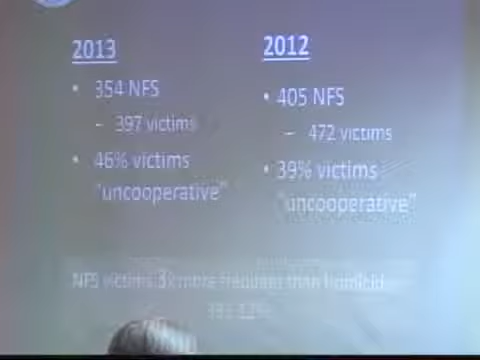 2013
• 354 NFS
– 397 victims
• 46% victims
"uncooperative"
2012
• 405 NFS
– 472 victims
• 39% victims
"uncooperative"
NFS victims 3x more frequent than homicid